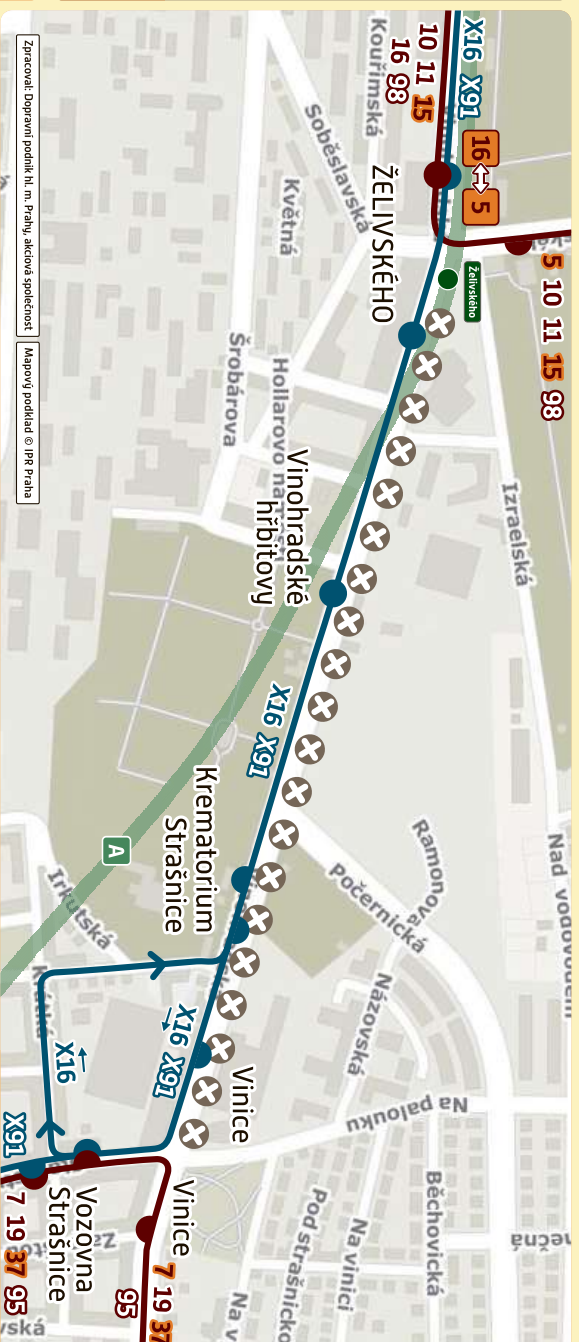 X16 X91
16 ↔ 5
10 11 15
16 98
5 10 11 15 98
Želivského
ŽELIVSKÉHO
Kouřimská
Soběslavská
Květná
Šrobárova
Hollarovo
Izraelská
Vinohradské
hřbitovy
X16 X91
Krematorium
Strašnice
A
Irkutská
Počernická
Ramonova
Nad vodovodem
Názovská
Na palouku
← X16 X91
Vinice
← X16
X91
Vozovna
Strašnice
7 19 37 95
Vinice
7 19 37
95
Běchovická
Na vinici
Pod strašnickou
Na v
ečná
vská
Zpracoval: Dopravní podnik hl. m. Prahy, akciová společnost
Mapový podklad © IPR Praha